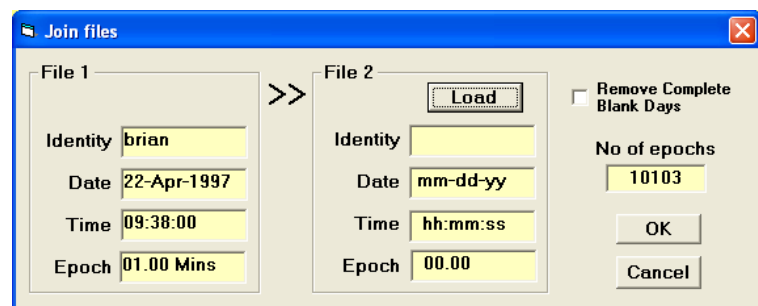 Join files
File 1
Identity brian
Date 22-Apr-1997
Time 09:38:00
Epoch 01.00 Mins
>>
File 2
Load
Identity
Date mm-dd-yy
Time hh:mm:ss
Epoch 00.00
Remove Complete
Blank Days
No of epochs
10103
OK
Cancel